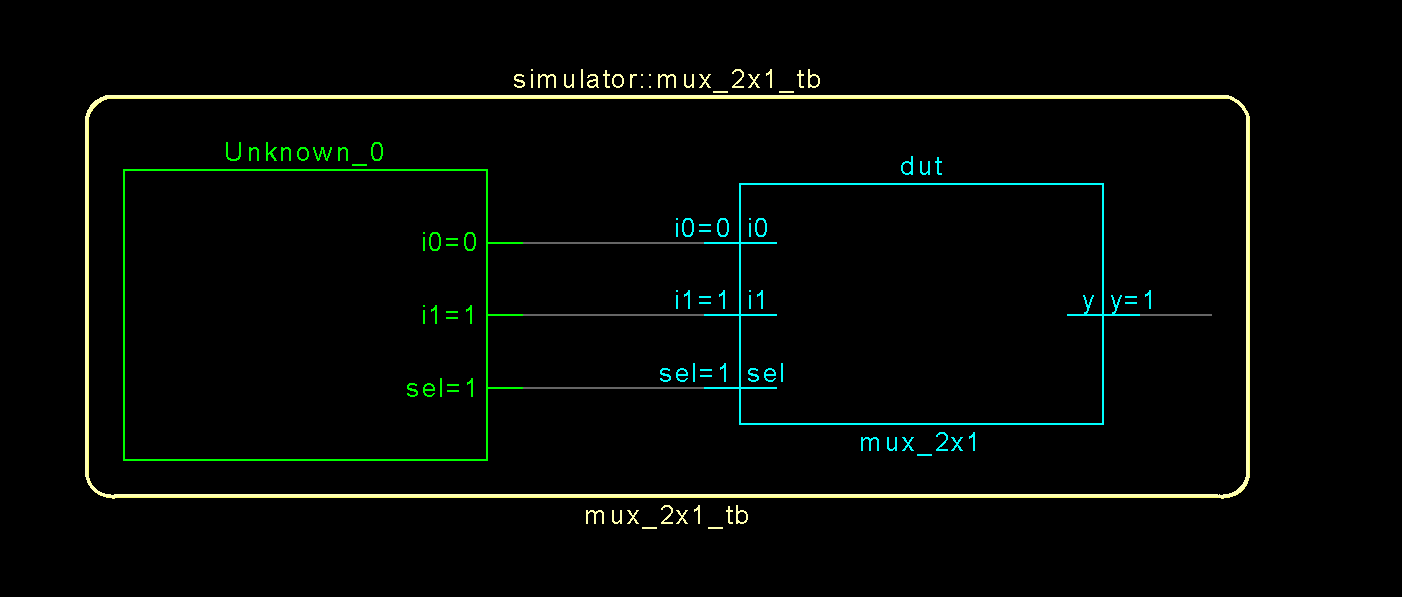 simulator::mux_2x1_tb
Unknown_0
dut
i0=0
i0=0
i0
i1=1
i1=1
i1
y
y=1
sel=1
sel=1
sel
mux_2x1
mux_2x1_tb